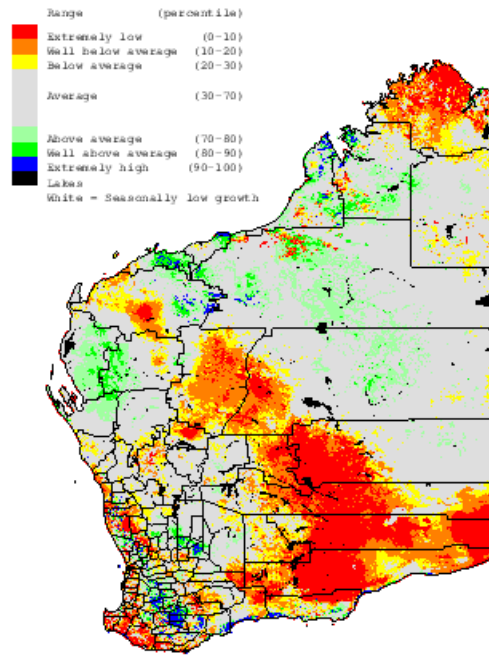 Range (percentile)
Extremely low (0-10)
Well below average (10-20)
Below average (20-30)
Average (30-70)
Above average (70-80)
Well above average (80-90)
Extremely high (90-100)
Lakes
White = Seasonally low growth